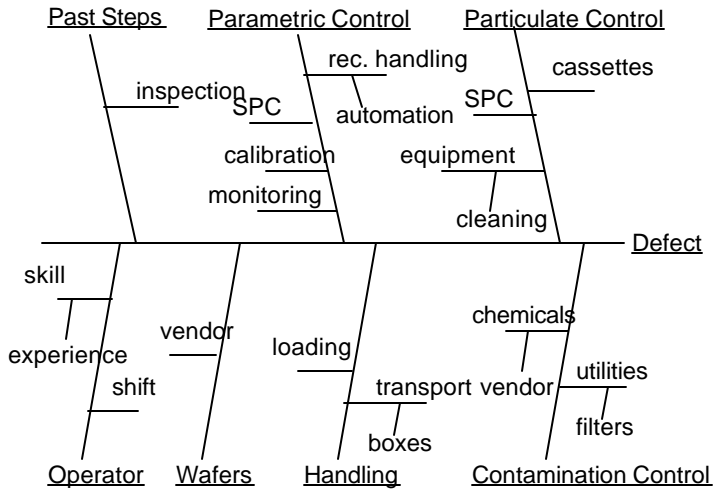 Past Steps
Parametric Control
Particulate Control
rec. handling
cassettes
inspection
SPC
SPC
automation
calibration
equipment
monitoring
cleaning
Defect
skill
chemicals
vendor
loading
experience
utilities
shift
transport
vendor
filters
boxes
Operator
Wafers
Handling
Contamination Control